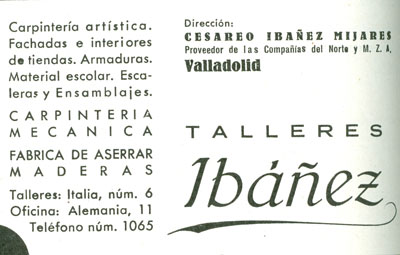 Carpintería artística.
Fachadas e interiores
de tiendas. Armaduras.
Material escolar. Esca-
leras y Ensamblajes.
CARPINTERIA
MECANICA
FABRICA DE ASERRAR
MADERAS
Talleres: Italia, núm. 6
Oficina: Alemania, 11
Teléfono núm. 1065
Dirección:
CESAREO IBAÑEZ MIJARES
Proveedor de las Compañías del Norte y M. Z. A.
Valladolid
TALLERES
Ibáñez